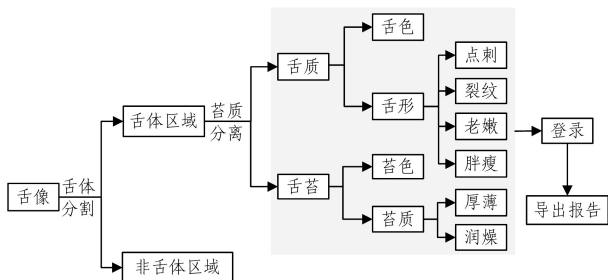 舌像
舌体
分割
舌体区域
非舌体区域
苔质
分离
舌质
舌色
舌形
点刺
裂纹
老嫩
胖瘦
舌苔
苔色
苔质
厚薄
润燥
登录
导出报告